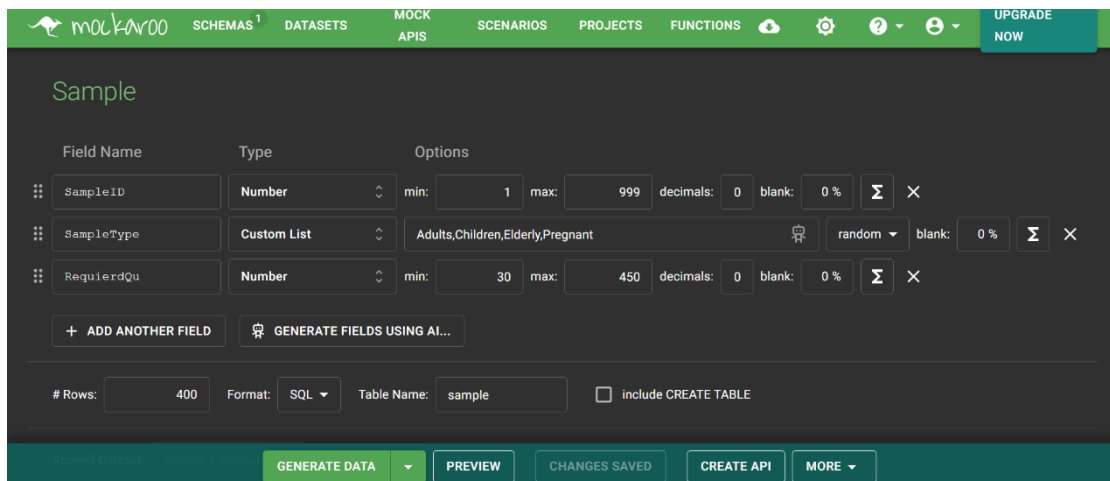 mockaroo SCHEMAS 1 DATASETS MOCK APIS SCENARIOS PROJECTS FUNCTIONS ? UPGRADE NOW
Sample
Field Name Type Options
SampleID Number min: 1 max: 999 decimals: 0 blank: 0 % Σ ×
SampleType Custom List Adults,Children,Elderly,Pregnant random blank: 0 % Σ ×
RequierdQu Number min: 30 max: 450 decimals: 0 blank: 0 % Σ ×
+ ADD ANOTHER FIELD GENERATE FIELDS USING AI...
# Rows: 400 Format: SQL Table Name: sample include CREATE TABLE
Append Dataset:
GENERATE DATA PREVIEW CHANGES SAVED CREATE API MORE